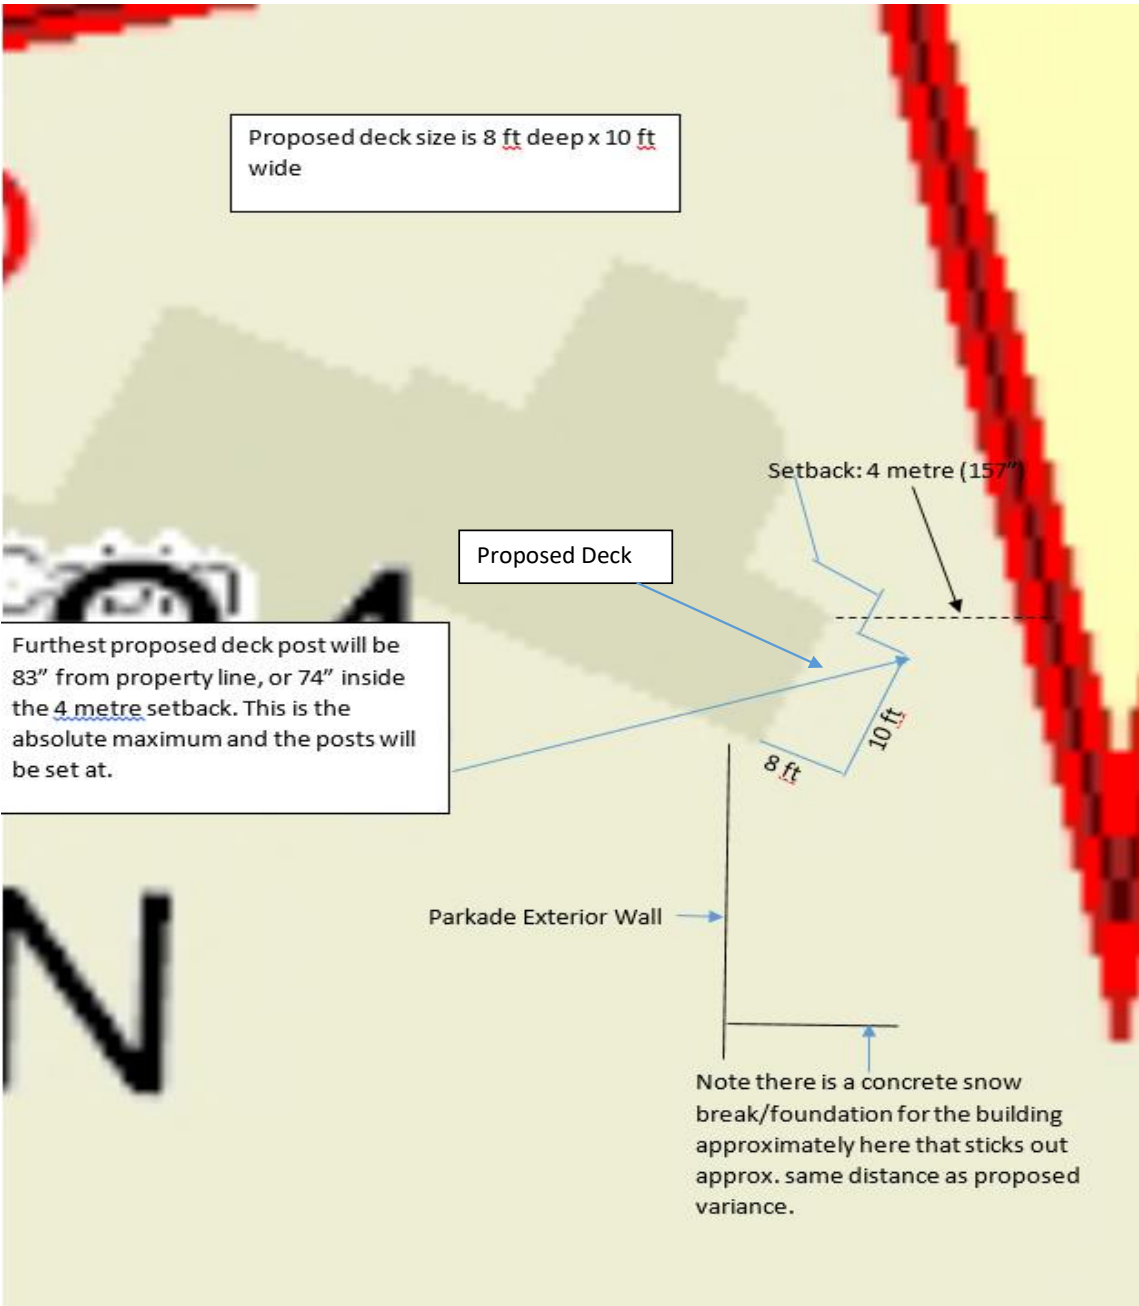 Proposed deck size is 8 ft deep x 10 ft
wide
Setback: 4 metre (157”)
Proposed Deck
Furthest proposed deck post will be
83” from property line, or 74” inside
the 4 metre setback. This is the
absolute maximum and the posts will
be set at.
10 ft
8 ft
Parkade Exterior Wall
N
Note there is a concrete snow
break/foundation for the building
approximately here that sticks out
approx. same distance as proposed
variance.